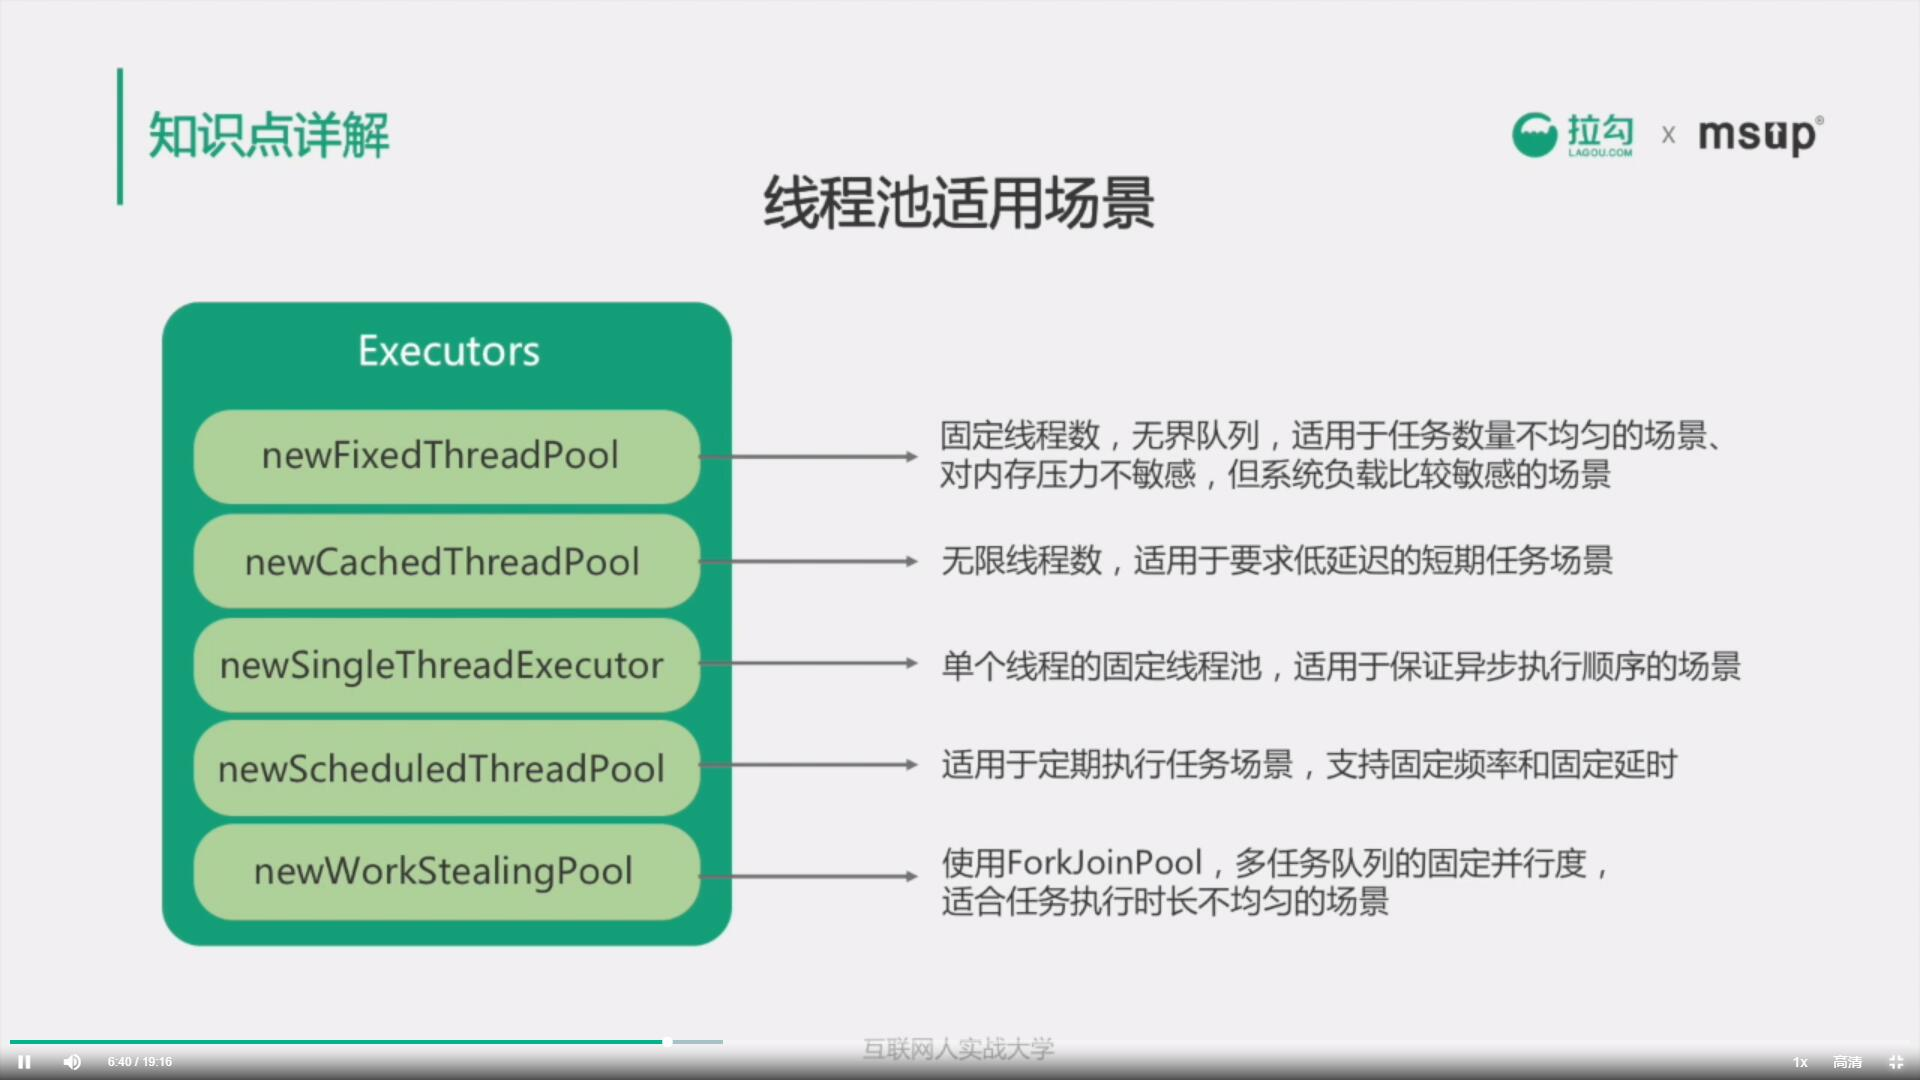 知识点详解
拉勾
LAGOU.COM
x
msup®
线程池适用场景
Executors
newFixedThreadPool
固定线程数，无界队列，适用于任务数量不均匀的场景、
对内存压力不敏感，但系统负载比较敏感的场景
newCachedThreadPool
无限线程数，适用于要求低延迟的短期任务场景
newSingleThreadExecutor
单个线程的固定线程池，适用于保证异步执行顺序的场景
newScheduledThreadPool
适用于定期执行任务场景，支持固定频率和固定延时
newWorkStealingPool
使用ForkJoinPool，多任务队列的固定并行度，
适合任务执行时长不均匀的场景
互联网人实战大学
6:40 / 19:16
1x
高清